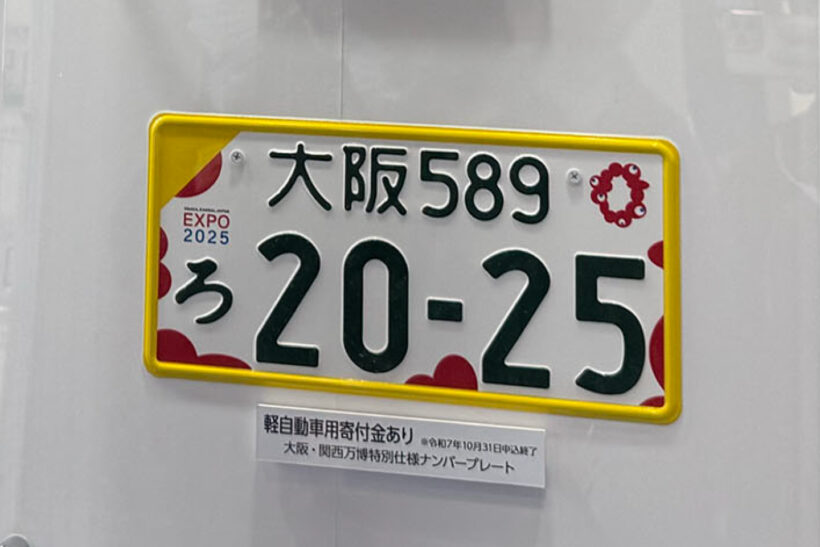 大阪589
EXPO
2025
ろ 20-25
軽自動車用寄付金あり ※令和7年10月31日申込終了
大阪・関西万博特別仕様ナンバープレート